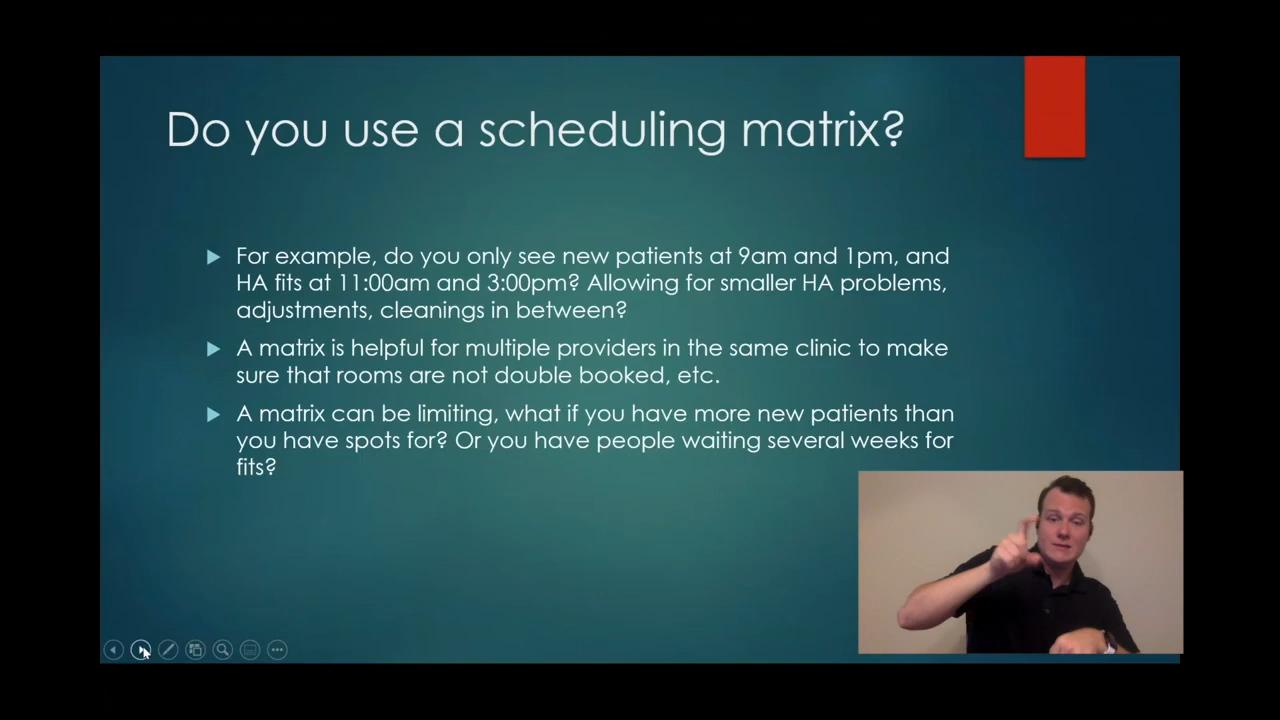 Do you use a scheduling matrix?
For example, do you only see new patients at 9am and 1pm, and
HA fits at 11:00am and 3:00pm? Allowing for smaller HA problems,
adjustments, cleanings in between?
A matrix is helpful for multiple providers in the same clinic to make
sure that rooms are not double booked, etc.
A matrix can be limiting, what if you have more new patients than
you have spots for? Or you have people waiting several weeks for
fits?